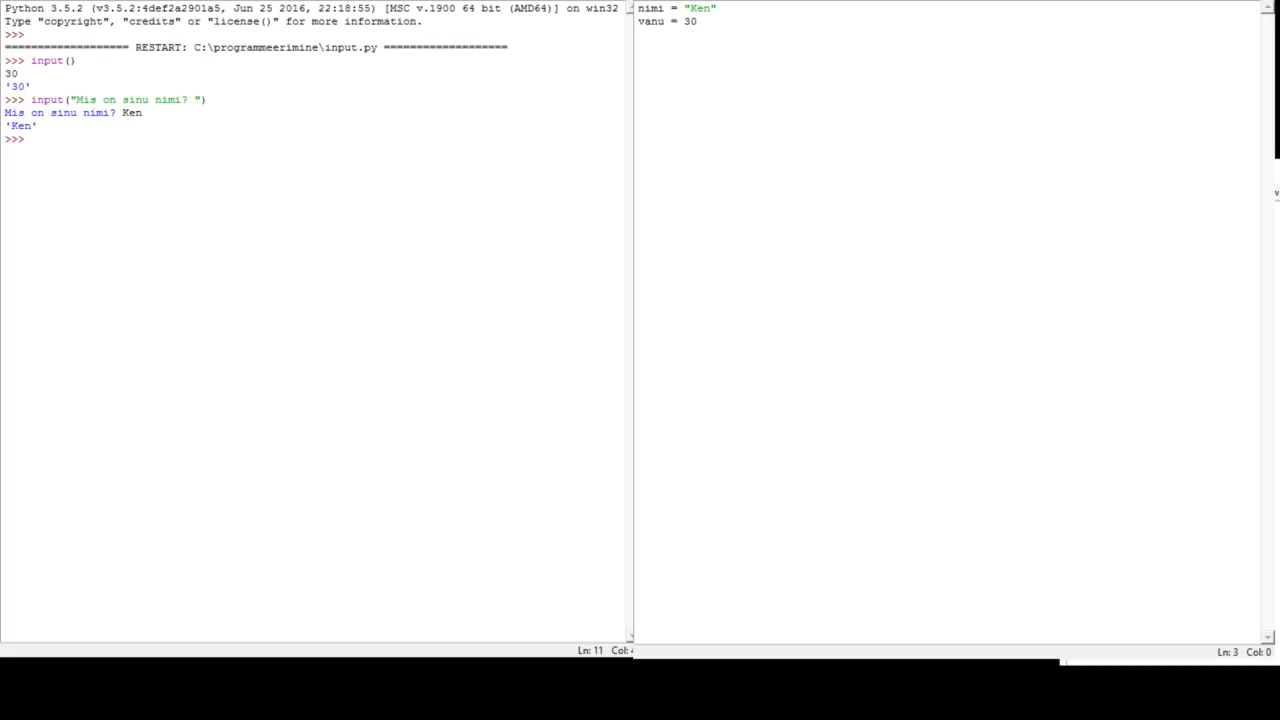 Python 3.5.2 (v3.5.2:4def2a2901a5, Jun 25 2016, 22:18:55) [MSC v.1900 64 bit (AMD64)] on win32
Type "copyright", "credits" or "license()" for more information.
>>>
=================== RESTART: C:\programmeerimine\input.py ===================
>>> input()
30
'30'
>>> input("Mis on sinu nimi? ")
Mis on sinu nimi? Ken
'Ken'
>>>
Ln: 11 Col: 4
nimi = "Ken"
vanu = 30
Ln: 3 Col: 0